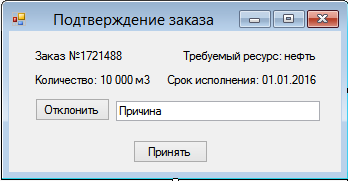 Подтверждение заказа
Заказ №1721488 Требуемый ресурс: нефть
Количество: 10 000 м3 Срок исполнения: 01.01.2016
Отклонить Причина
Принять